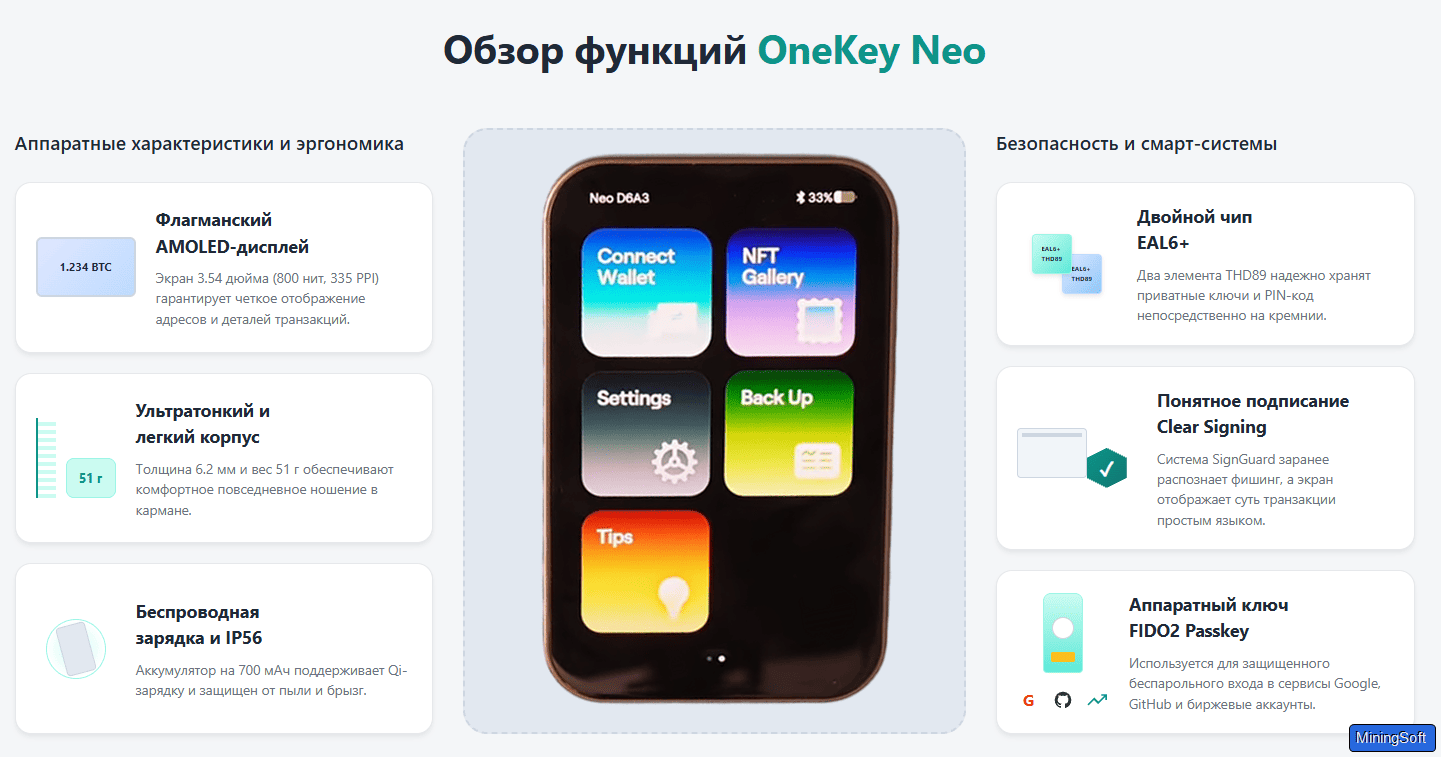 Обзор функций OneKey Neo
Аппаратные характеристики и эргономика
1.234 BTC
Флагманский
AMOLED-дисплей
Экран 3.54 дюйма (800 нит, 335 PPI)
гарантирует четкое отображение
адресов и деталей транзакций.
51 г
Ультратонкий и
легкий корпус
Толщина 6.2 мм и вес 51 г обеспечивают
комфортное повседневное ношение в
кармане.
Беспроводная
зарядка и IP56
Аккумулятор на 700 мАч поддерживает Qi-
зарядку и защищен от пыли и брызг.
Neo D6A3
33%
Connect
Wallet
NFT
Gallery
Settings
Back Up
Tips
Безопасность и смарт-системы
EAL6+
THD89
EAL6+
THD89
Двойной чип
EAL6+
Два элемента THD89 надежно хранят
приватные ключи и PIN-код
непосредственно на кремнии.
Понятное подписание
Clear Signing
Система SignGuard заранее
распознает фишинг, а экран
отображает суть транзакции
простым языком.
G
Аппаратный ключ
FIDO2 Passkey
Используется для защищенного
беспарольного входа в сервисы Google,
GitHub и биржевые аккаунты.
MiningSoft